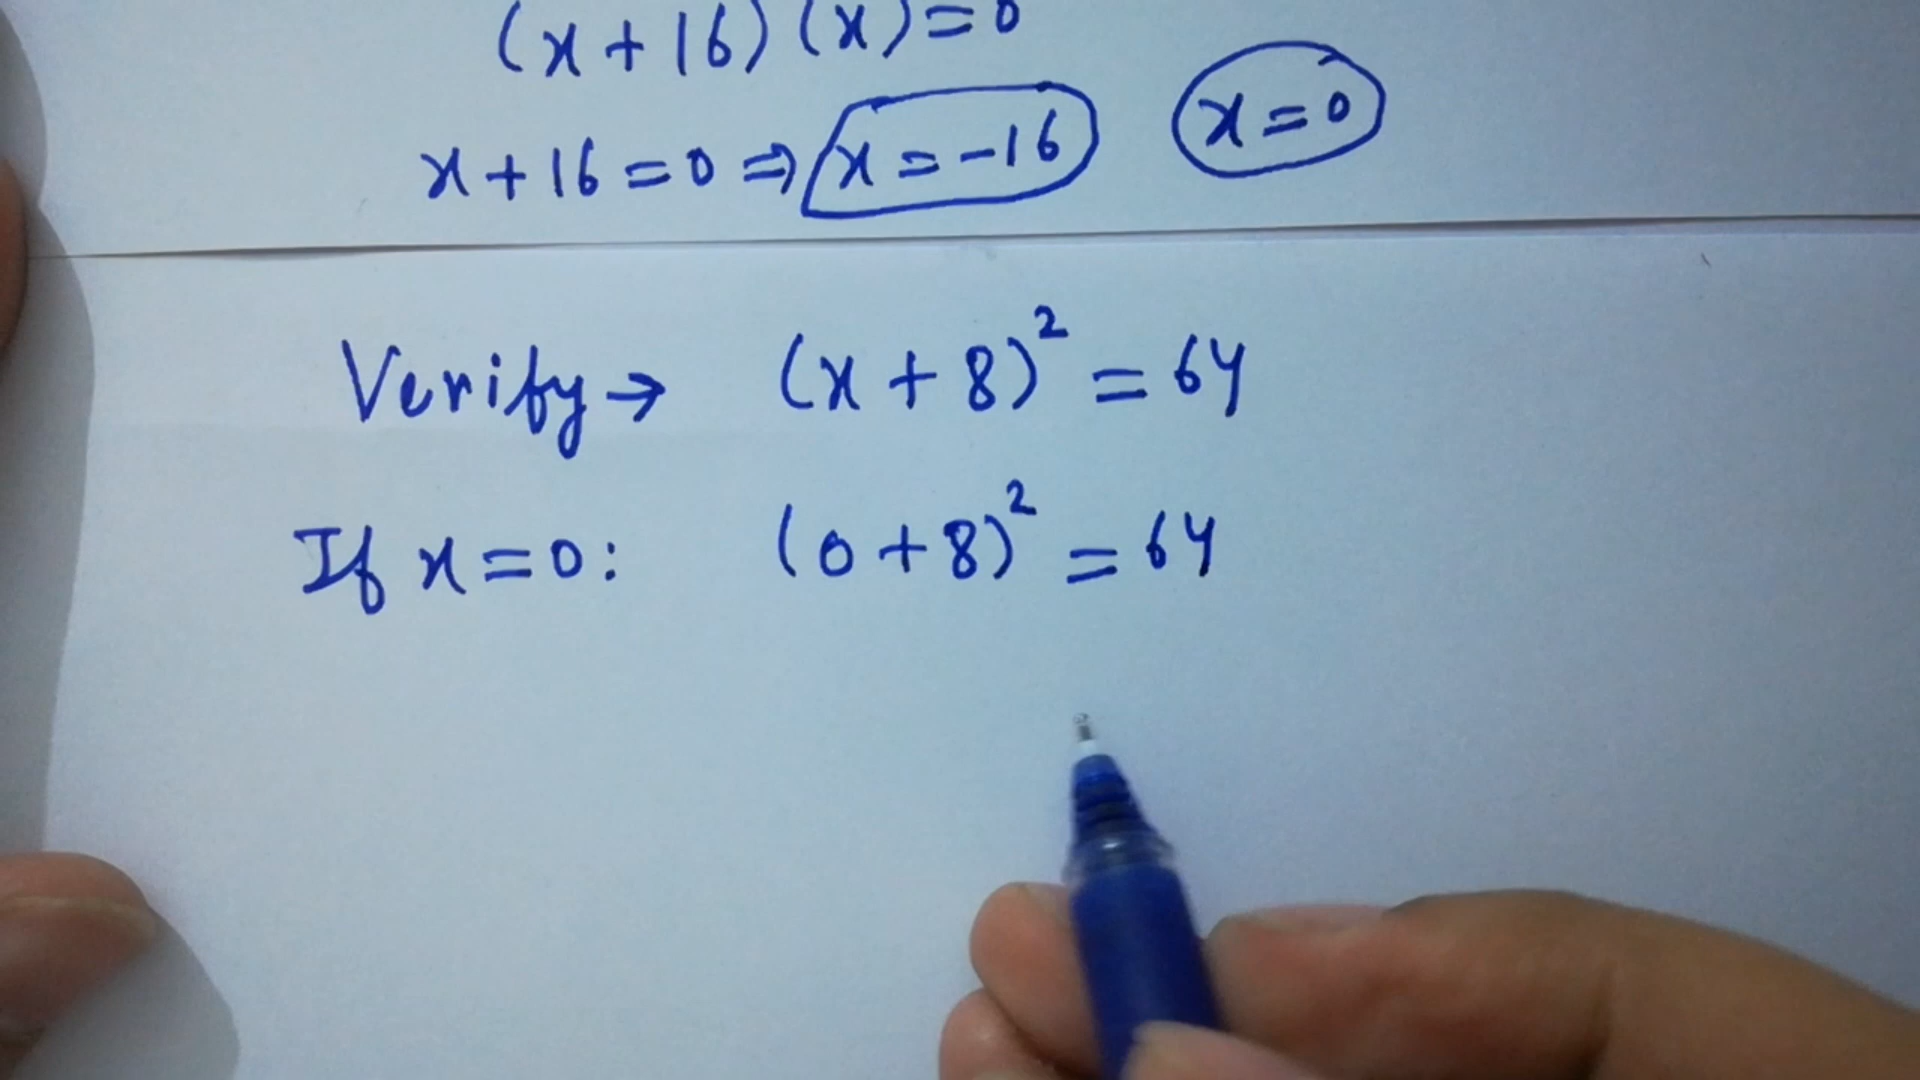 (x+16)(x)=0
x+16=0⇒ x=-16 x=0
Verify→ (x+8)²=64
If x=0: (0+8)²=64